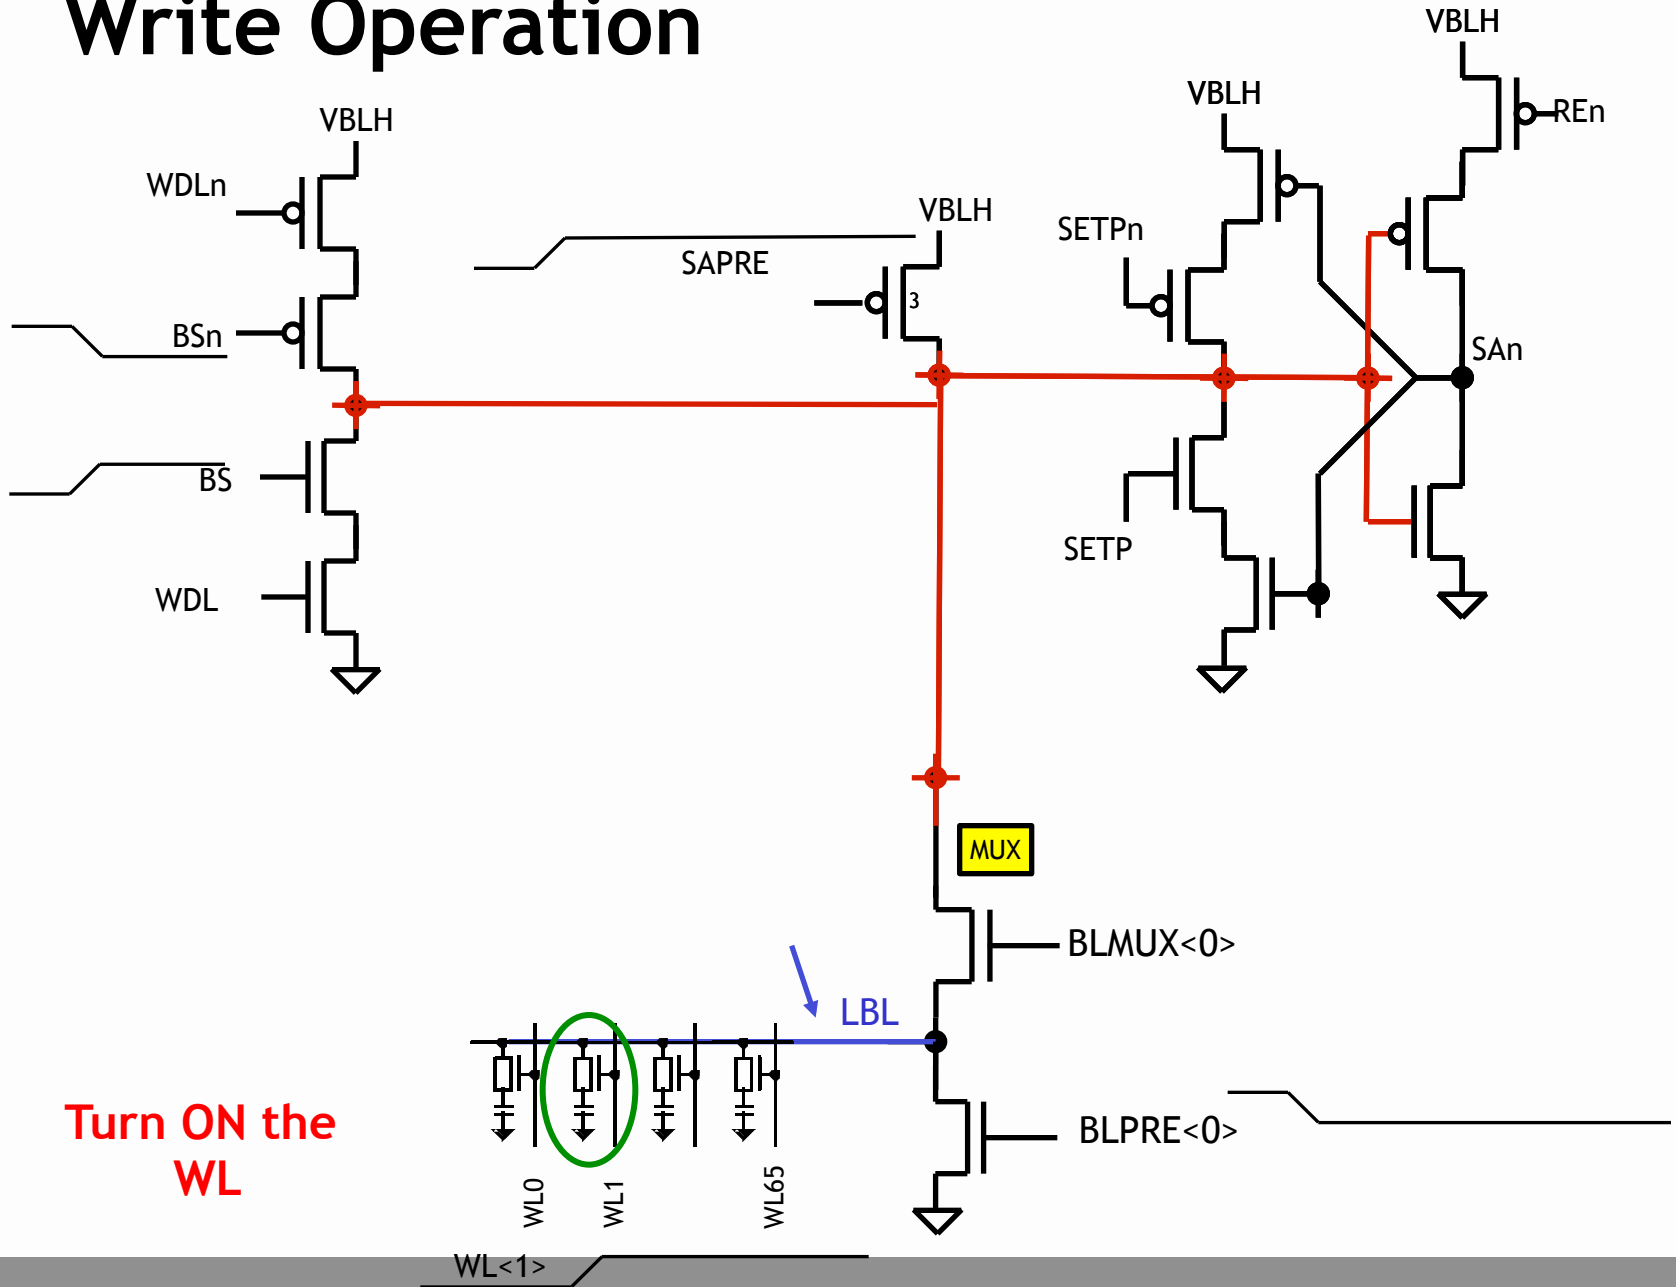 Write Operation
VBLH
VBLH
VBLH
REn
WDLn
VBLH
SETPn
SAPRE
3
BSn
SAn
BS
SETP
WDL
MUX
BLMUX<0>
LBL
Turn ON the
WL
BLPRE<0>
WL0
WL1
WL65
WL<1>